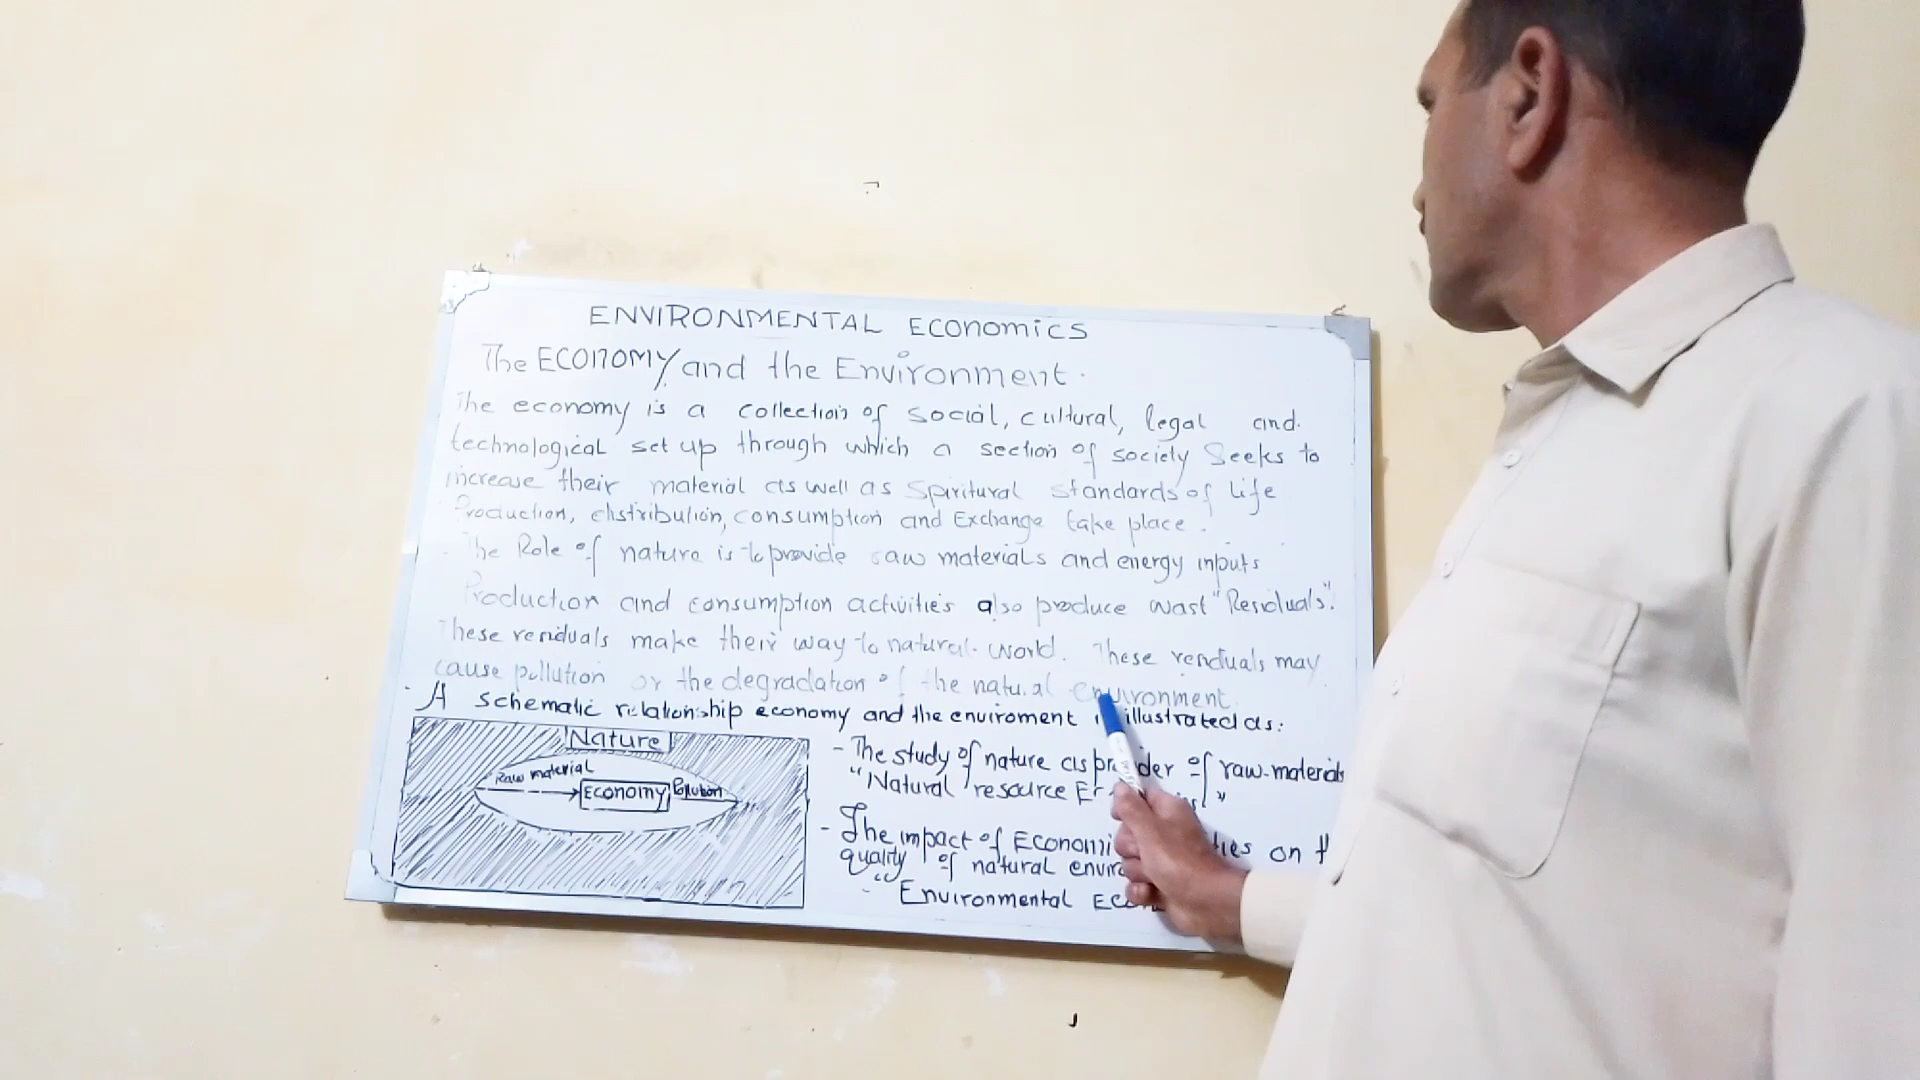 ENVIRONMENTAL ECONOMICS
The ECONOMY and the Environment.
The economy is a collection of social, cultural, legal and.
technological set up through which a section of society Seeks to
increase their material as well as Spiritural standards of life
Production, distribution, consumption and Exchange take place.
The Role of nature is to provide raw materials and energy inputs
Production and consumption activities also produce wast "Residuals".
These residuals make their way to natural world. These residuals may
cause pollution or the degradation of the natural environment.
- A schematic relationship economy and the enviroment illustrated as:
Nature
Raw material
Economy
Pollution
- The study of nature as provider of raw-materials
"Natural resource "
- The impact of on
quality of natural
" Environmental